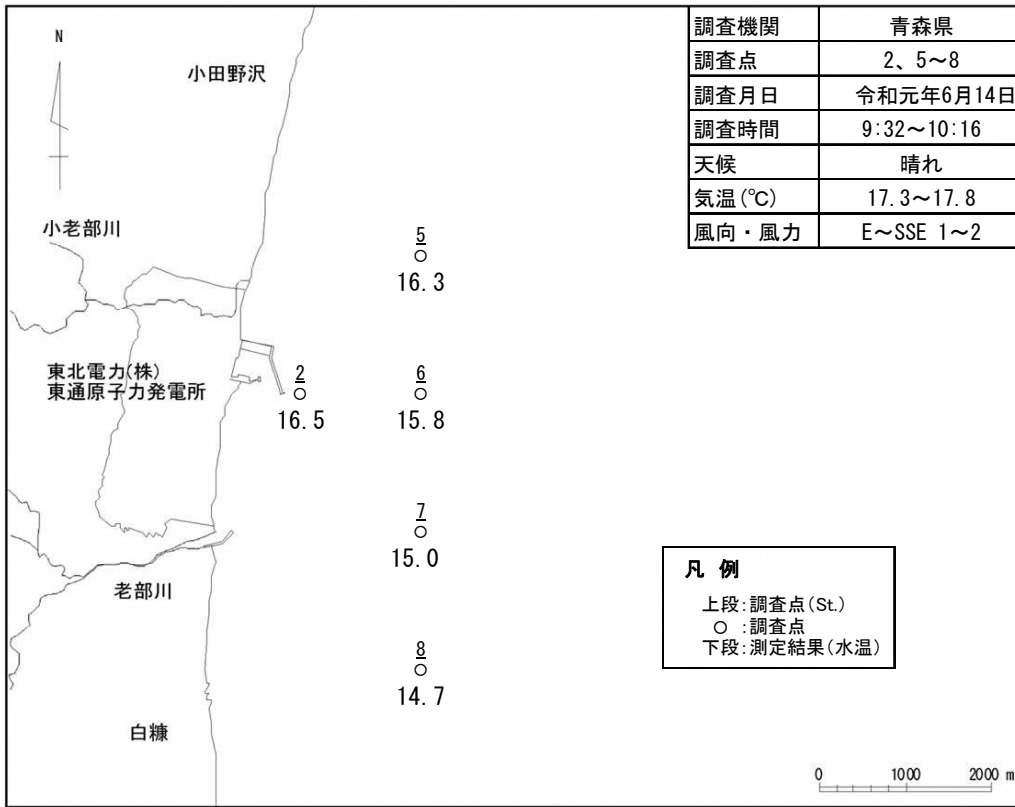 調査機関 青森県
調査点 2、5～8
調査月日 令和元年6月14日
調査時間 9:32～10:16
天候 晴れ
気温(℃) 17.3～17.8
風向・風力 E～SSE 1～2
N
小田野沢
小老部川
5
16.3
東北電力(株)
東通原子力発電所
2
16.5
6
15.8
7
15.0
老部川
8
14.7
白糠
凡 例
上段:調査点(St.)
○ :調査点
下段:測定結果(水温)
0 1000 2000 m